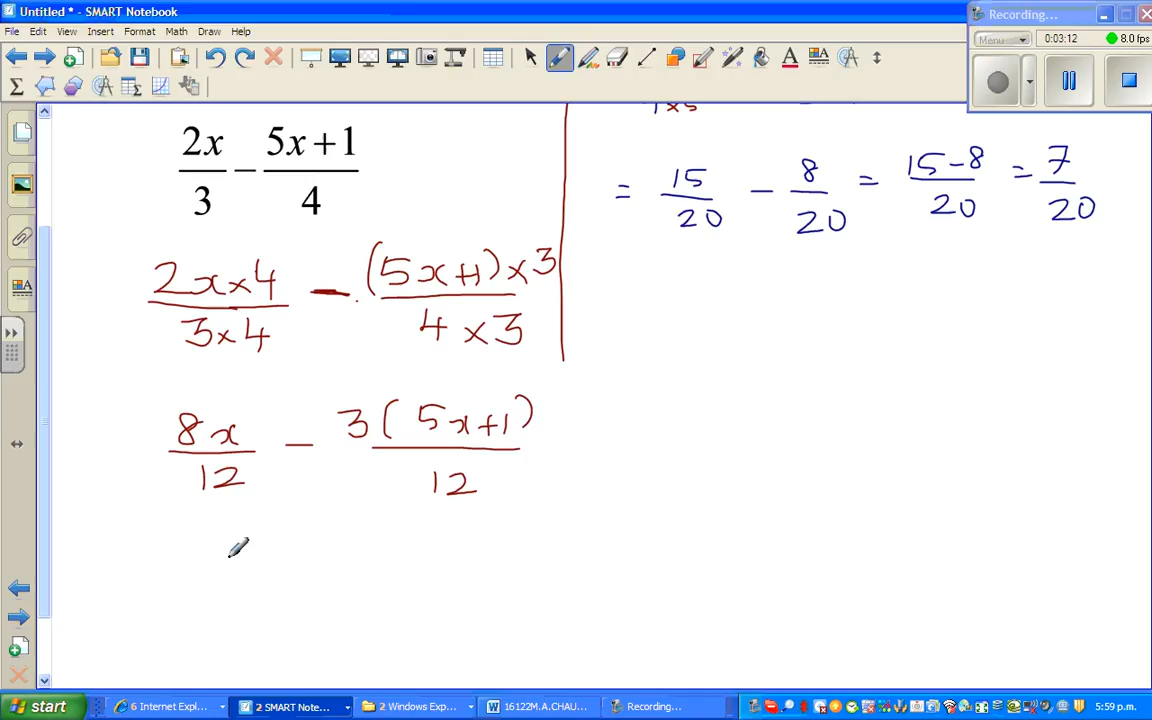 Untitled * - SMART Notebook
File Edit View Insert Format Math Draw Help
Recording...
Menu
0:03:12
8.0 fps
2x/3 − 5x+1/4
2x×4/3×4 − (5x+1)×3/4×3
8x/12 − 3(5x+1)/12
= 15/20 − 8/20 = 15−8/20 = 7/20
start
6 Internet Expl...
2 SMART Note...
2 Windows Exp...
16122M.A.CHAU...
Recording...
5:59 p.m.